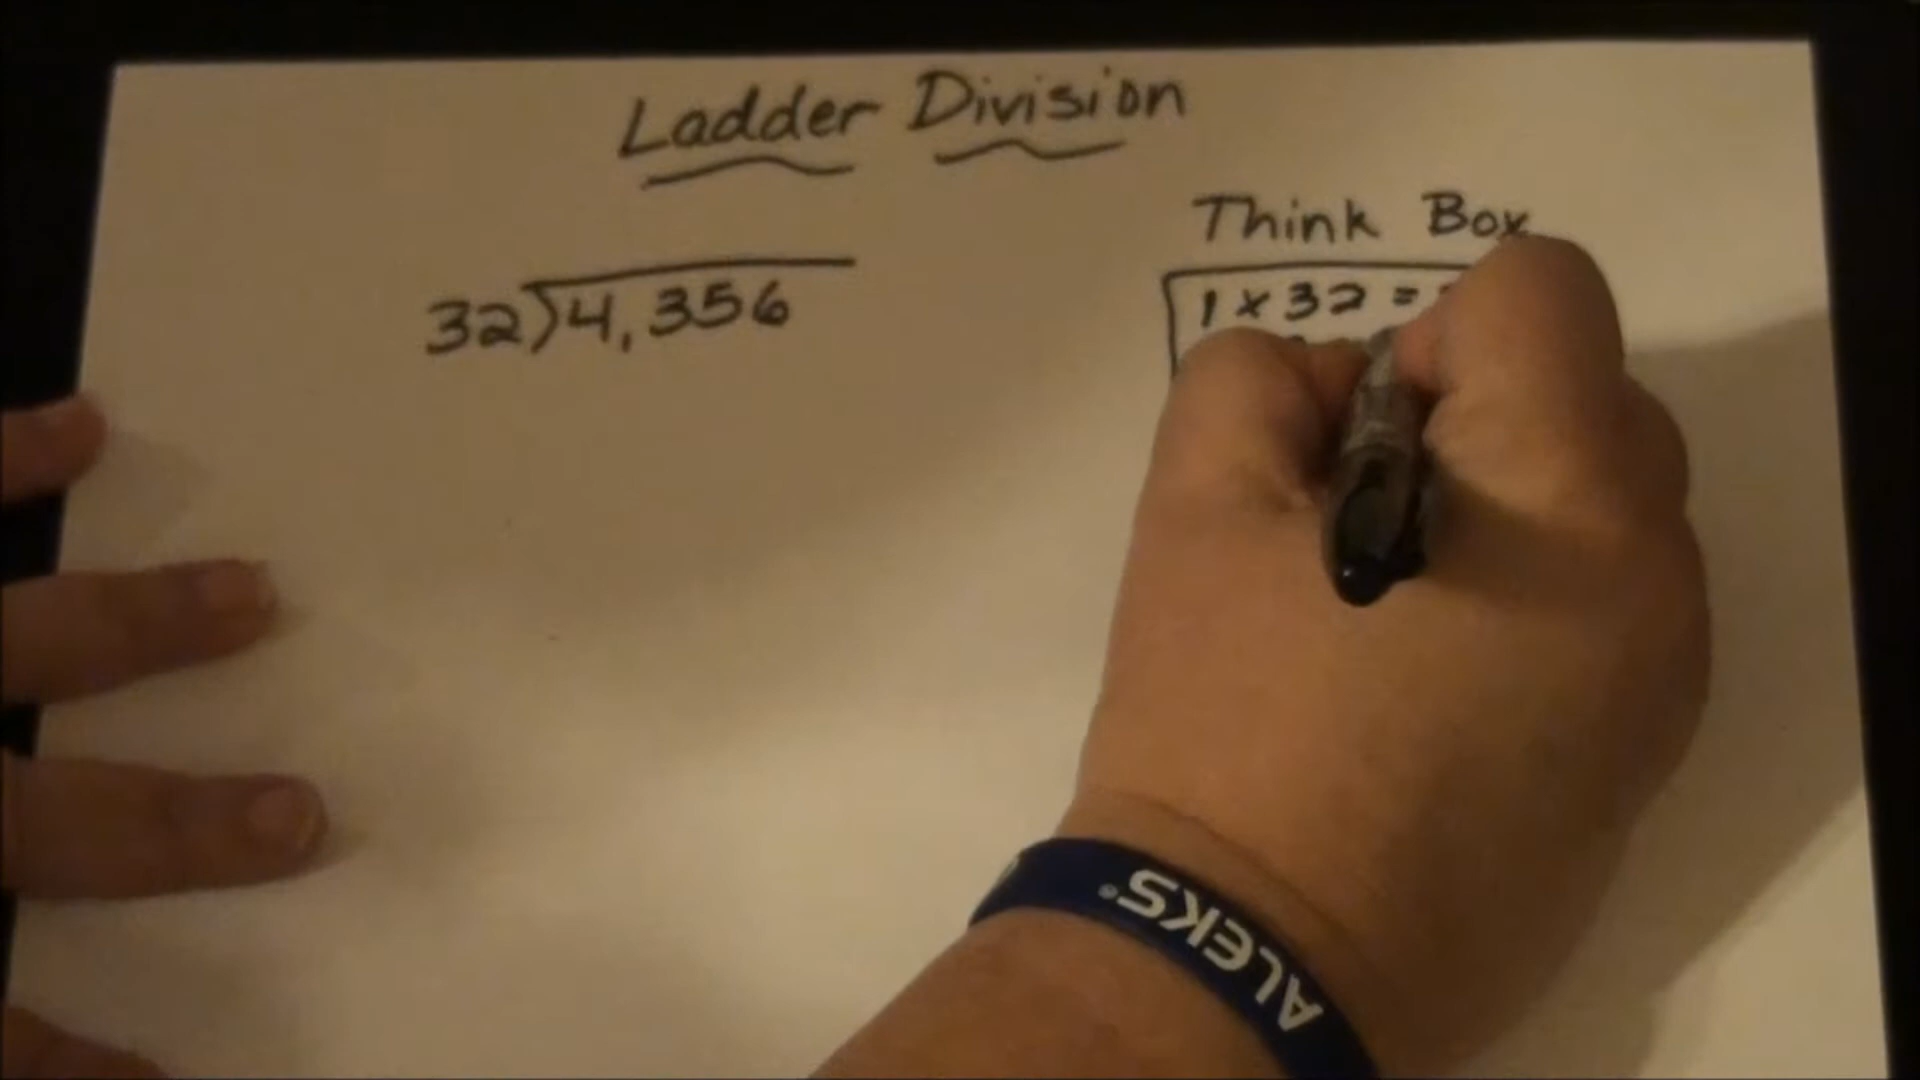 Ladder Division
Think Box
32)4,356
1 x 32 =
ALEKS®